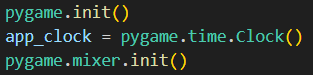 pygame.init()
app_clock = pygame.time.Clock()
pygame.mixer.init()